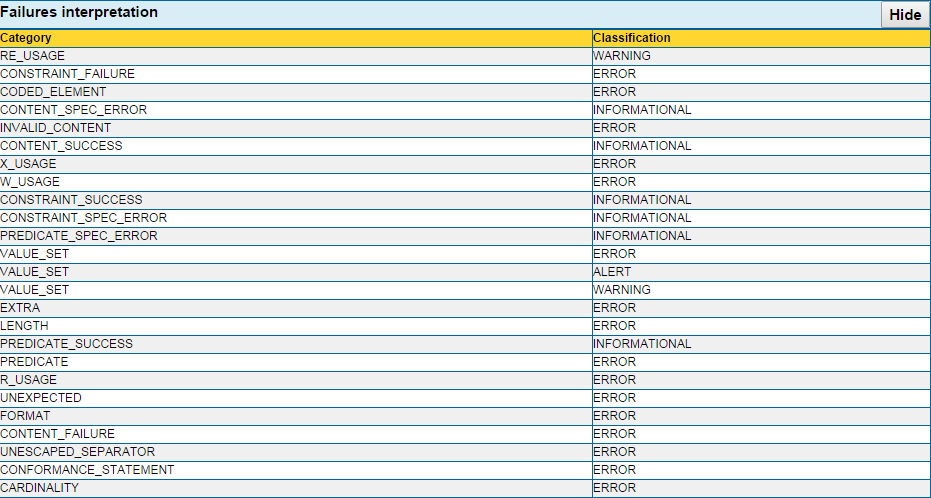 Failures interpretation Hide
Category Classification
RE_USAGE WARNING
CONSTRAINT_FAILURE ERROR
CODED_ELEMENT ERROR
CONTENT_SPEC_ERROR INFORMATIONAL
INVALID_CONTENT ERROR
CONTENT_SUCCESS INFORMATIONAL
X_USAGE ERROR
W_USAGE ERROR
CONSTRAINT_SUCCESS INFORMATIONAL
CONSTRAINT_SPEC_ERROR INFORMATIONAL
PREDICATE_SPEC_ERROR INFORMATIONAL
VALUE_SET ERROR
VALUE_SET ALERT
VALUE_SET WARNING
EXTRA ERROR
LENGTH ERROR
PREDICATE_SUCCESS INFORMATIONAL
PREDICATE ERROR
R_USAGE ERROR
UNEXPECTED ERROR
FORMAT ERROR
CONTENT_FAILURE ERROR
UNESCAPED_SEPARATOR ERROR
CONFORMANCE_STATEMENT ERROR
CARDINALITY ERROR